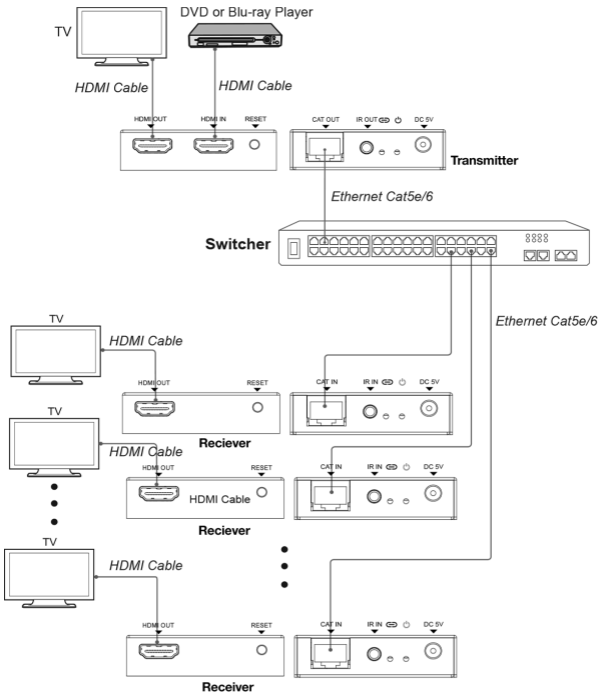 DVD or Blu-ray Player
TV
HDMI Cable
HDMI Cable
HDMI OUT HDMI IN RESET CAT OUT IR OUT DC 5V
Transmitter
Ethernet Cat5e/6
Switcher
Ethernet Cat5e/6
TV
HDMI Cable
HDMI OUT RESET CAT IN IR IN DC 5V
Reciever
TV
HDMI Cable
HDMI OUT RESET CAT IN IR IN DC 5V
HDMI Cable
Reciever
TV
HDMI Cable
HDMI OUT RESET CAT IN IR IN DC 5V
Receiver